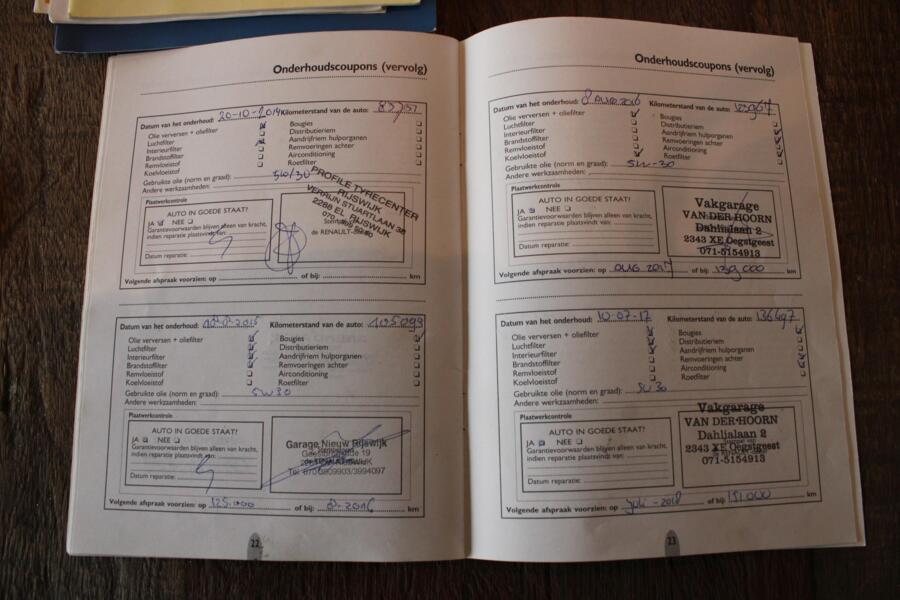 Onderhoudscoupons (vervolg)
Datum van het onderhoud: 20-10-2014 Kilometerstand van de auto:
Olie verversen + oliefilter
Luchtfilter
Interieurfilter
Brandstoffilter
Remvloeistof
Koelvloeistof
Bougies
Distributieriem
Aandrijfriem hulporganen
Remvoeringen achter
Airconditioning
Roetfilter
Gebruikte olie (norm en graad): 5W/30
Andere werkzaamheden:
Plaatwerkcontrole
AUTO IN GOEDE STAAT?
JA NEE
Garantievoorwaarden blijven alleen van kracht,
indien reparatie plaatsvindt van:
Datum reparatie:
PROFILE TYRECENTER
RIJSWIJK
VERRIJN STUARTLAAN 38
2288 EL RIJSWIJK
de RENAULT-
Volgende afspraak voorzien: op of bij: km
Datum van het onderhoud: Kilometerstand van de auto: 105093
Olie verversen + oliefilter
Luchtfilter
Interieurfilter
Brandstoffilter
Remvloeistof
Koelvloeistof
Bougies
Distributieriem
Aandrijfriem hulporganen
Remvoeringen achter
Airconditioning
Roetfilter
Gebruikte olie (norm en graad): 5W30
Andere werkzaamheden:
Plaatwerkcontrole
AUTO IN GOEDE STAAT?
JA NEE
Garantievoorwaarden blijven alleen van kracht,
indien reparatie plaatsvindt van:
Datum reparatie:
Garage Nieuw Rijswijk
Volgende afspraak voorzien: op 125.000 of bij: km
22
Onderhoudscoupons (vervolg)
Datum van het onderhoud: 8 aug 2016 Kilometerstand van de auto:
Olie verversen + oliefilter
Luchtfilter
Interieurfilter
Brandstoffilter
Remvloeistof
Koelvloeistof
Bougies
Distributieriem
Aandrijfriem hulporganen
Remvoeringen achter
Airconditioning
Roetfilter
Gebruikte olie (norm en graad): 5W-30
Andere werkzaamheden:
Plaatwerkcontrole
AUTO IN GOEDE STAAT?
JA NEE
Garantievoorwaarden blijven alleen van kracht,
indien reparatie plaatsvindt van:
Datum reparatie:
Vakgarage
VAN DER HOORN
Dahlialaan 2
2343 XE Oegstgeest
071-5154913
Volgende afspraak voorzien: op aug 2017 of bij: 139.000 km
Datum van het onderhoud: 10-07-17 Kilometerstand van de auto: 136497
Olie verversen + oliefilter
Luchtfilter
Interieurfilter
Brandstoffilter
Remvloeistof
Koelvloeistof
Bougies
Distributieriem
Aandrijfriem hulporganen
Remvoeringen achter
Airconditioning
Roetfilter
Gebruikte olie (norm en graad): 5W30
Andere werkzaamheden:
Plaatwerkcontrole
AUTO IN GOEDE STAAT?
JA NEE
Garantievoorwaarden blijven alleen van kracht,
indien reparatie plaatsvindt van:
Datum reparatie:
Vakgarage
VAN DER HOORN
Dahlialaan 2
2343 XE Oegstgeest
071-5154913
Volgende afspraak voorzien: op juli - 2018 of bij: 151.000 km
23